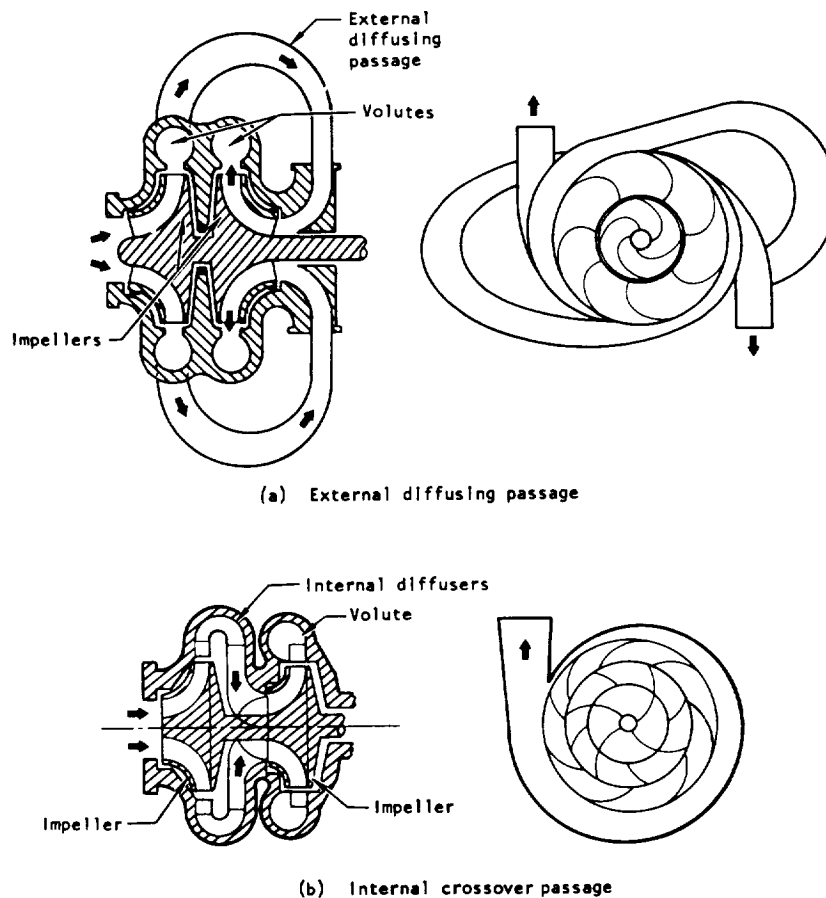 External
diffusing
passage
Volutes
Impellers
(a) External diffusing passage
Internal diffusers
Volute
Impeller
Impeller
(b) Internal crossover passage